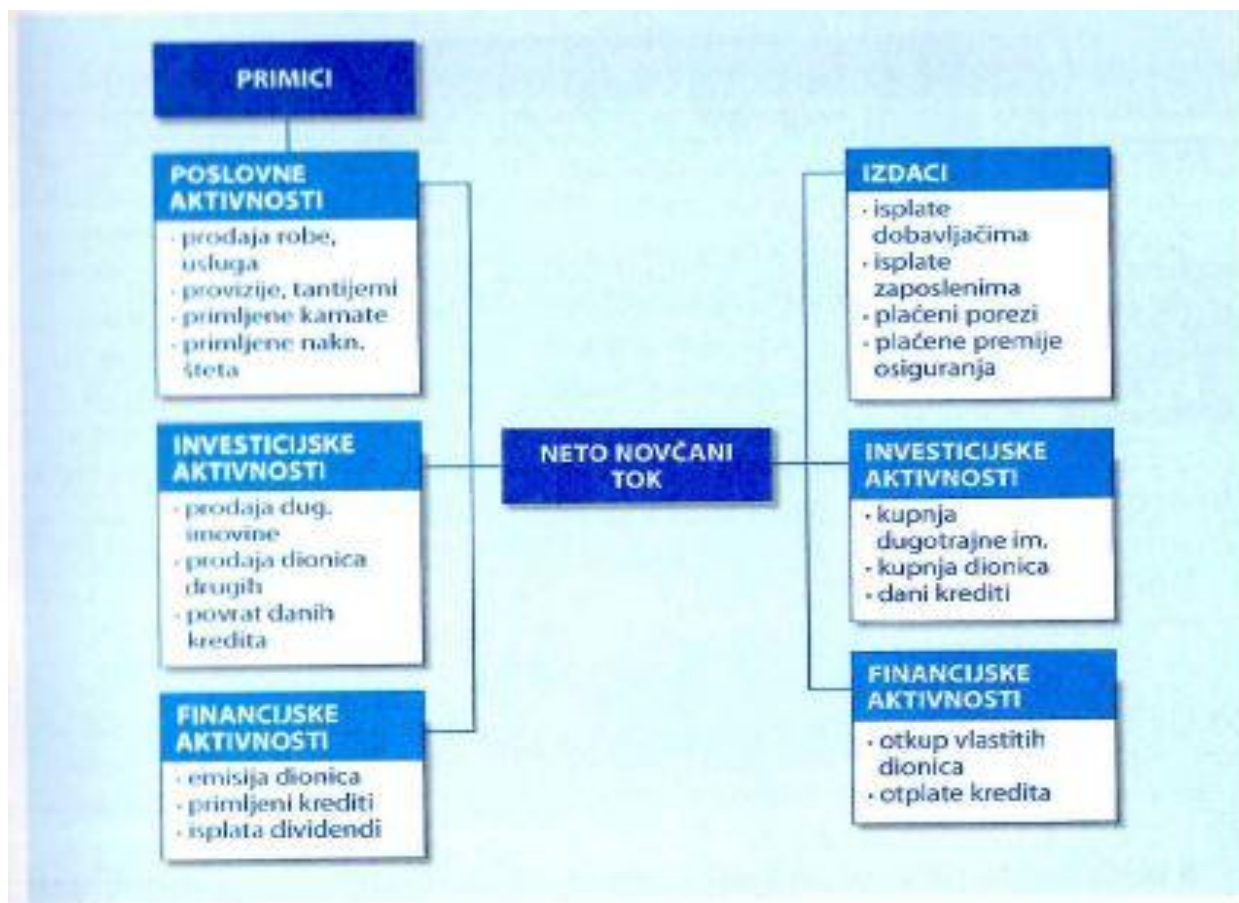 PRIMICI
POSLOVNE
AKTIVNOSTI
· prodaja robe,
usluga
· provizije, tantijemi
· primljene kamate
· primljene nakn.
šteta
INVESTICIJSKE
AKTIVNOSTI
· prodaja dug.
imovine
· prodaja dionica
drugih
· povrat danih
kredita
FINANCIJSKE
AKTIVNOSTI
· emisija dionica
· primljeni krediti
· isplata dividendi
NETO NOVČANI
TOK
IZDACI
· isplate
dobavljačima
· isplate
zaposlenima
· plaćeni porezi
· plaćene premije
osiguranja
INVESTICIJSKE
AKTIVNOSTI
· kupnja
dugotrajne im.
· kupnja dionica
· dani krediti
FINANCIJSKE
AKTIVNOSTI
· otkup vlastitih
dionica
· otplate kredita